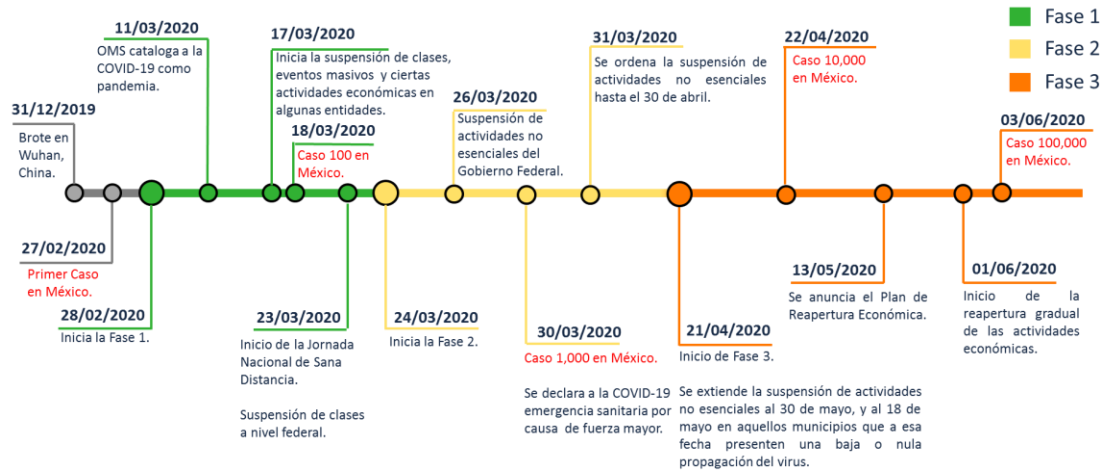 Fase 1
Fase 2
Fase 3
31/12/2019
Brote en
Wuhan,
China.
27/02/2020
Primer Caso
en México.
28/02/2020
Inicia la Fase 1.
11/03/2020
OMS cataloga a la
COVID-19 como
pandemia.
17/03/2020
Inicia la suspensión de clases,
eventos masivos y ciertas
actividades económicas en
algunas entidades.
18/03/2020
Caso 100 en
México.
23/03/2020
Inicio de la Jornada
Nacional de Sana
Distancia.
Suspensión de clases
a nivel federal.
24/03/2020
Inicia la Fase 2.
26/03/2020
Suspensión de
actividades no
esenciales del
Gobierno Federal.
30/03/2020
Caso 1,000 en México.
Se declara a la COVID-19
emergencia sanitaria por
causa de fuerza mayor.
31/03/2020
Se ordena la suspensión de
actividades no esenciales
hasta el 30 de abril.
21/04/2020
Inicio de Fase 3.
Se extiende la suspensión de actividades
no esenciales al 30 de mayo, y al 18 de
mayo en aquellos municipios que a esa
fecha presenten una baja o nula
propagación del virus.
22/04/2020
Caso 10,000
en México.
13/05/2020
Se anuncia el Plan de
Reapertura Económica.
01/06/2020
Inicio de la
reapertura gradual
de las actividades
económicas.
03/06/2020
Caso 100,000
en México.